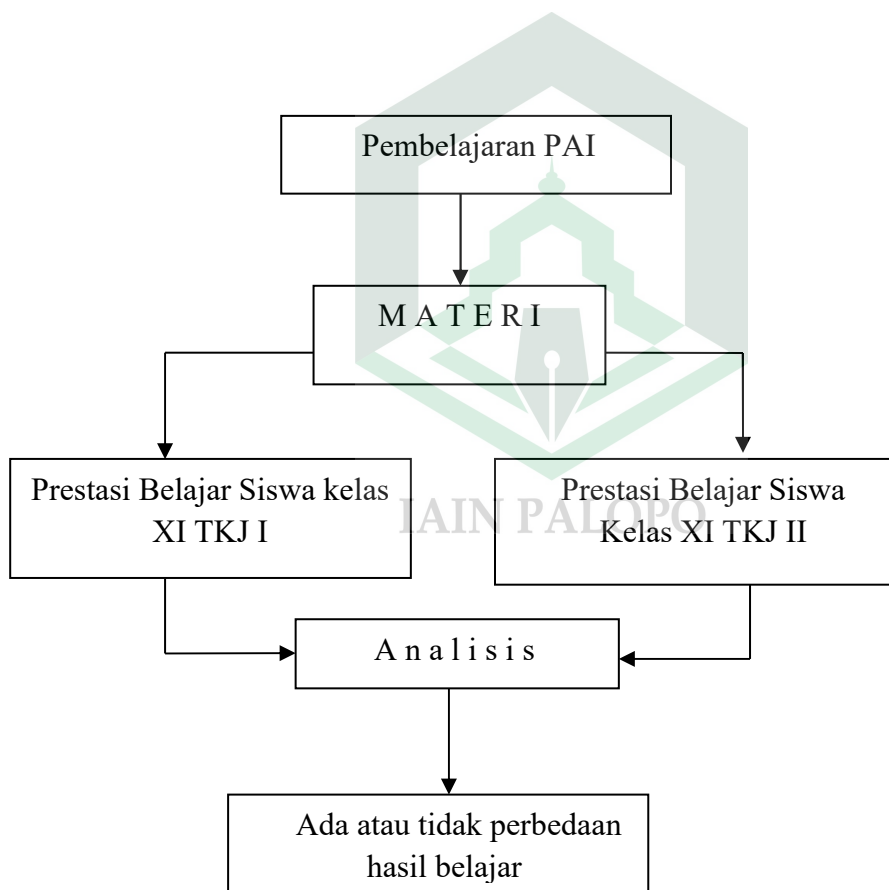 Pembelajaran PAI
M A T E R I
Prestasi Belajar Siswa kelas
XI TKJ I
Prestasi Belajar Siswa
Kelas XI TKJ II
IAIN PALOPO
A n a l i s i s
Ada atau tidak perbedaan
hasil belajar